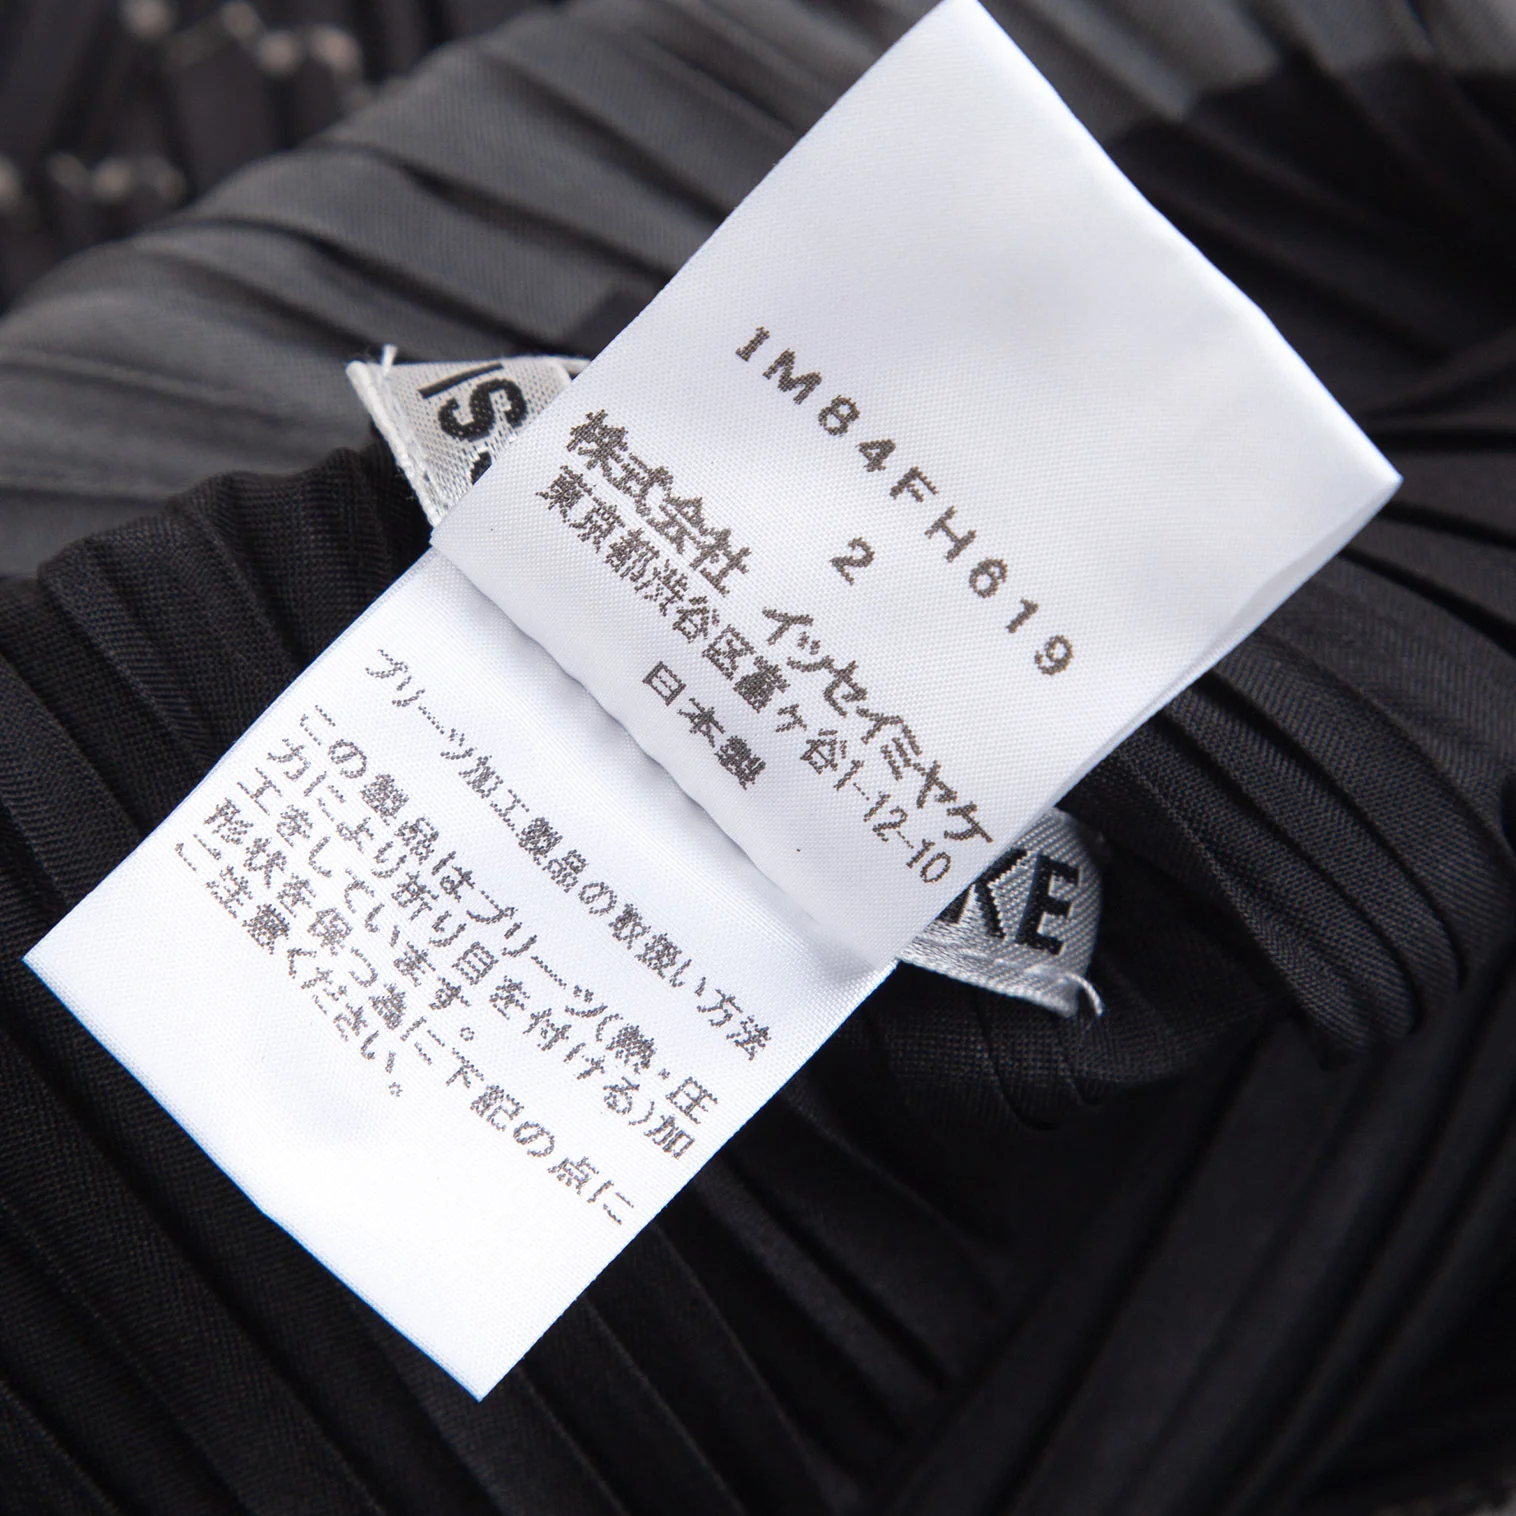 1M84FH619
2
株式会社 イッセイミヤケ
東京都渋谷区富ヶ谷1-12-10
日本製
プリーツ加工製品の取扱い方法
この製品はプリーツ(熱・圧
力により折り目を付ける)加
工をしています。
形状を保つ為に下記の点に
ご注意ください。
IS
KE